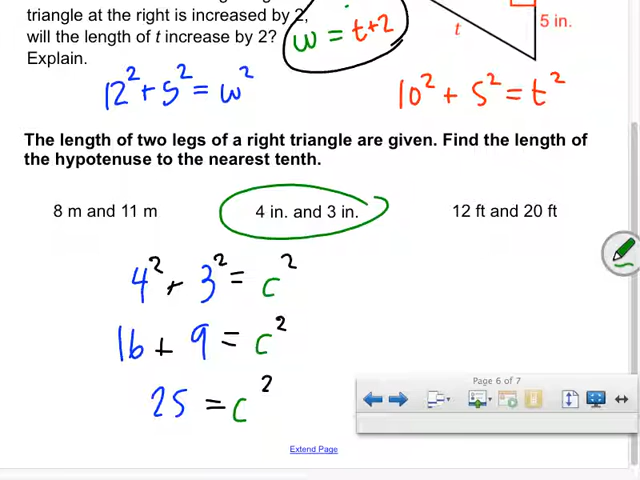 triangle at the right is increased by 2,
will the length of t increase by 2?
Explain.
w = t+2
t
5 in.
12² + 5² = w²
10² + 5² = t²
The length of two legs of a right triangle are given. Find the length of
the hypotenuse to the nearest tenth.
8 m and 11 m
4 in. and 3 in.
12 ft and 20 ft
4² + 3² = c²
16 + 9 = c²
25 = c²
Page 6 of 7
Extend Page